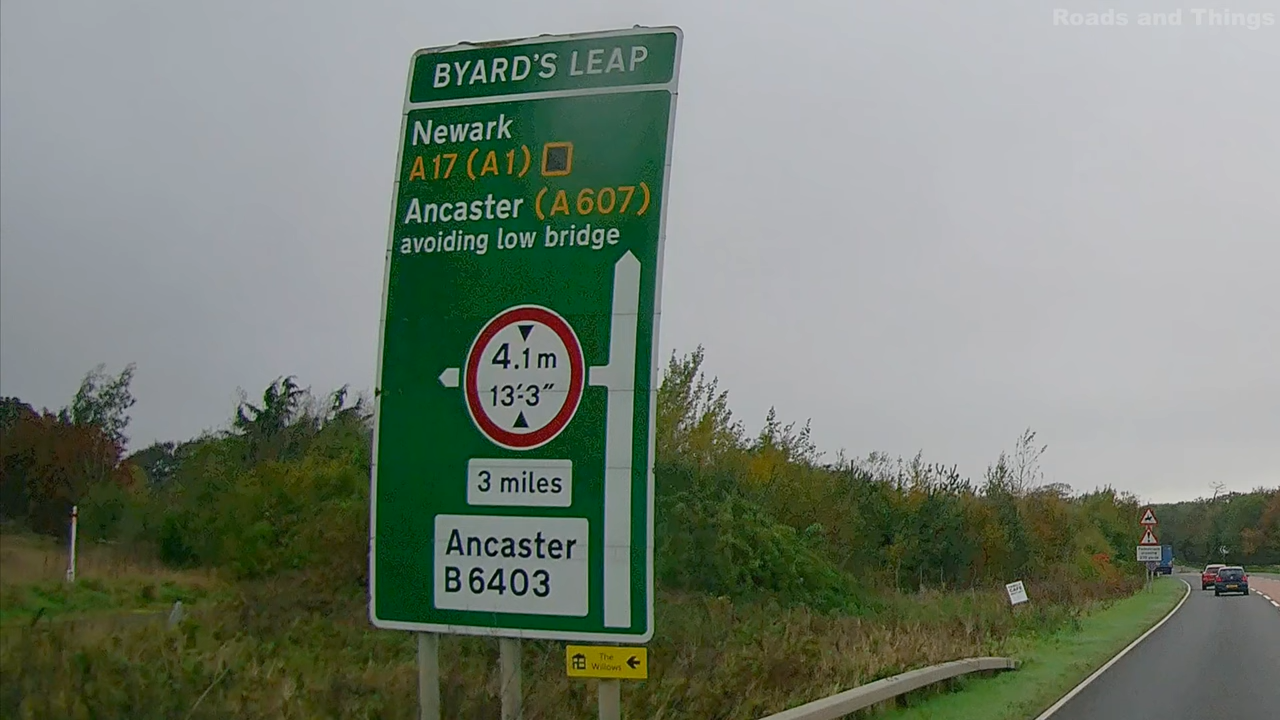 Roads and Things
BYARD'S LEAP
Newark
A17 (A1)
Ancaster (A607)
avoiding low bridge
4.1m
13'-3"
3 miles
Ancaster
B6403
The
Willows